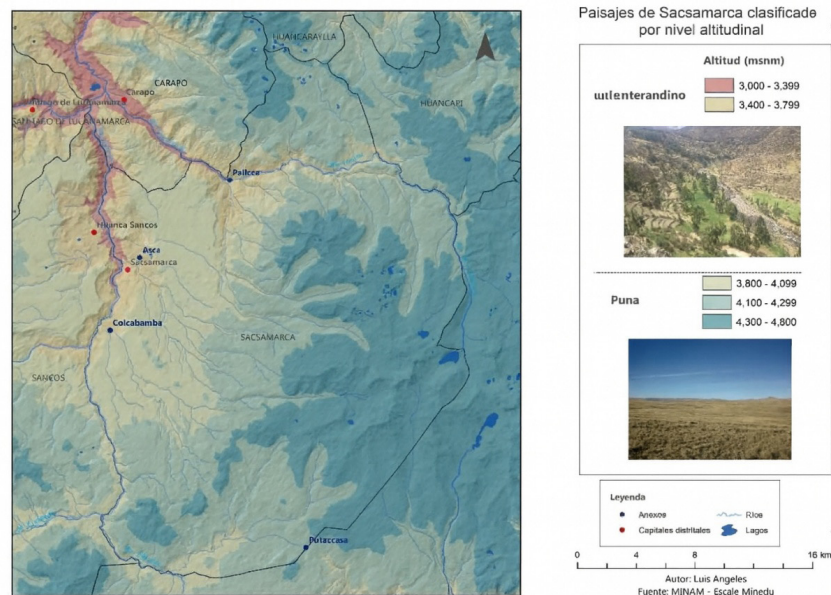 HUANCARAYLLA
CARAPO
Carapo
HUANCAPI
SANTIAGO DE LUCANAMARCA
Pallcca
Huanca Sancos
Asca
Sacsamarca
Colcabamba
SACSAMARCA
SANCOS
Putaccasa
Paisajes de Sacsamarca clasificade
por nivel altitudinal
Altitud (msnm)
3,000 - 3,399
3,400 - 3,799
3,800 - 4,099
Puna
4,100 - 4,299
4,300 - 4,800
Leyenda
Anexos
Ríos
Capitales distritales
Lagos
0 4 8 16 km
Autor: Luis Angeles
Fuente: MINAM - Escale Minedu